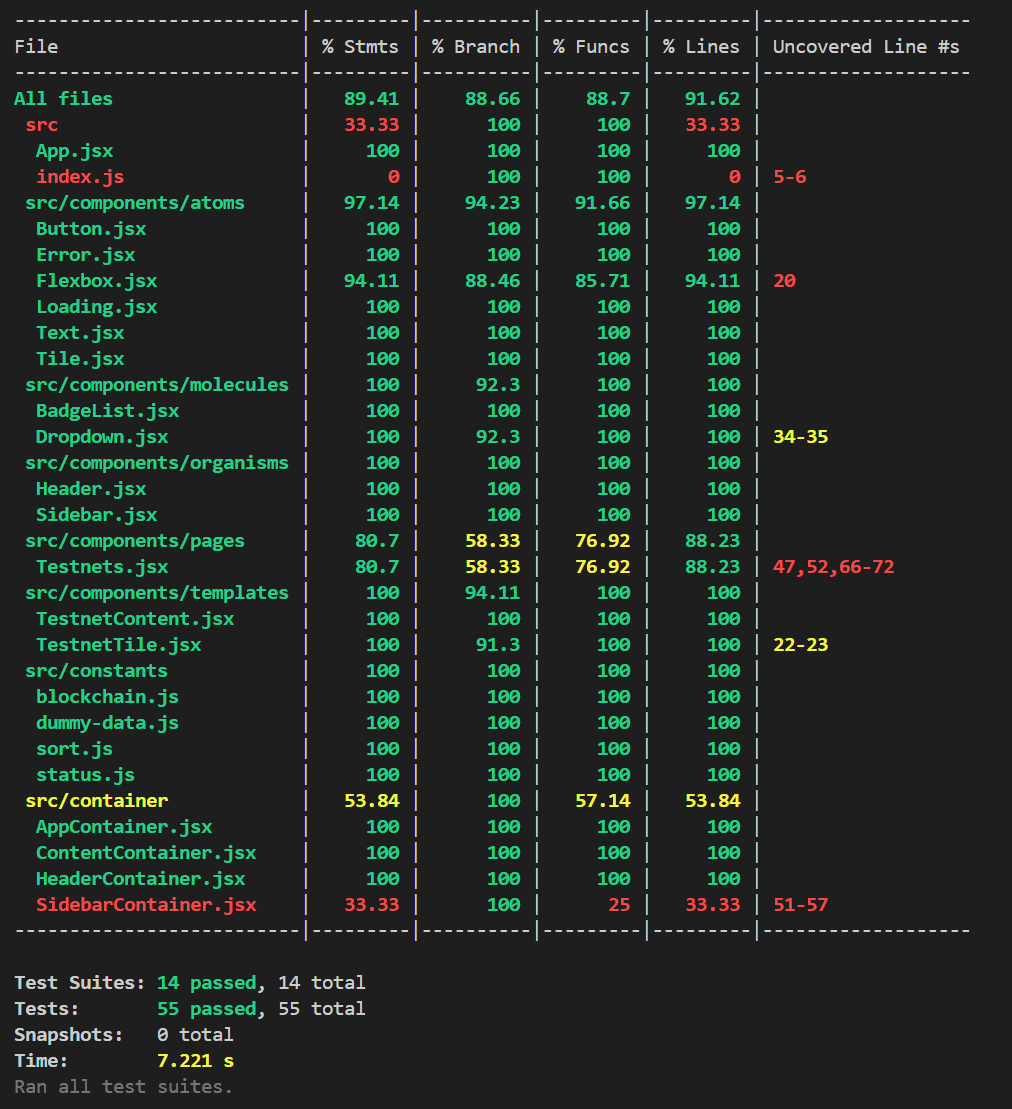 --------------------------|---------|----------|---------|---------|-------------------
File                      | % Stmts | % Branch | % Funcs | % Lines | Uncovered Line #s
--------------------------|---------|----------|---------|---------|-------------------
All files                 |   89.41 |    88.66 |    88.7 |   91.62 |
 src                      |   33.33 |      100 |     100 |   33.33 |
  App.jsx                 |     100 |      100 |     100 |     100 |
  index.js                |       0 |      100 |     100 |       0 | 5-6
 src/components/atoms     |   97.14 |    94.23 |   91.66 |   97.14 |
  Button.jsx              |     100 |      100 |     100 |     100 |
  Error.jsx               |     100 |      100 |     100 |     100 |
  Flexbox.jsx             |   94.11 |    88.46 |   85.71 |   94.11 | 20
  Loading.jsx             |     100 |      100 |     100 |     100 |
  Text.jsx                |     100 |      100 |     100 |     100 |
  Tile.jsx                |     100 |      100 |     100 |     100 |
 src/components/molecules |     100 |     92.3 |     100 |     100 |
  BadgeList.jsx           |     100 |      100 |     100 |     100 |
  Dropdown.jsx            |     100 |     92.3 |     100 |     100 | 34-35
 src/components/organisms |     100 |      100 |     100 |     100 |
  Header.jsx              |     100 |      100 |     100 |     100 |
  Sidebar.jsx             |     100 |      100 |     100 |     100 |
 src/components/pages     |    80.7 |    58.33 |   76.92 |   88.23 |
  Testnets.jsx            |    80.7 |    58.33 |   76.92 |   88.23 | 47,52,66-72
 src/components/templates |     100 |    94.11 |     100 |     100 |
  TestnetContent.jsx      |     100 |      100 |     100 |     100 |
  TestnetTile.jsx         |     100 |     91.3 |     100 |     100 | 22-23
 src/constants            |     100 |      100 |     100 |     100 |
  blockchain.js           |     100 |      100 |     100 |     100 |
  dummy-data.js           |     100 |      100 |     100 |     100 |
  sort.js                 |     100 |      100 |     100 |     100 |
  status.js               |     100 |      100 |     100 |     100 |
 src/container            |   53.84 |      100 |   57.14 |   53.84 |
  AppContainer.jsx        |     100 |      100 |     100 |     100 |
  ContentContainer.jsx    |     100 |      100 |     100 |     100 |
  HeaderContainer.jsx     |     100 |      100 |     100 |     100 |
  SidebarContainer.jsx    |   33.33 |      100 |      25 |   33.33 | 51-57
--------------------------|---------|----------|---------|---------|-------------------
Test Suites: 14 passed, 14 total
Tests:       55 passed, 55 total
Snapshots:   0 total
Time:        7.221 s
Ran all test suites.